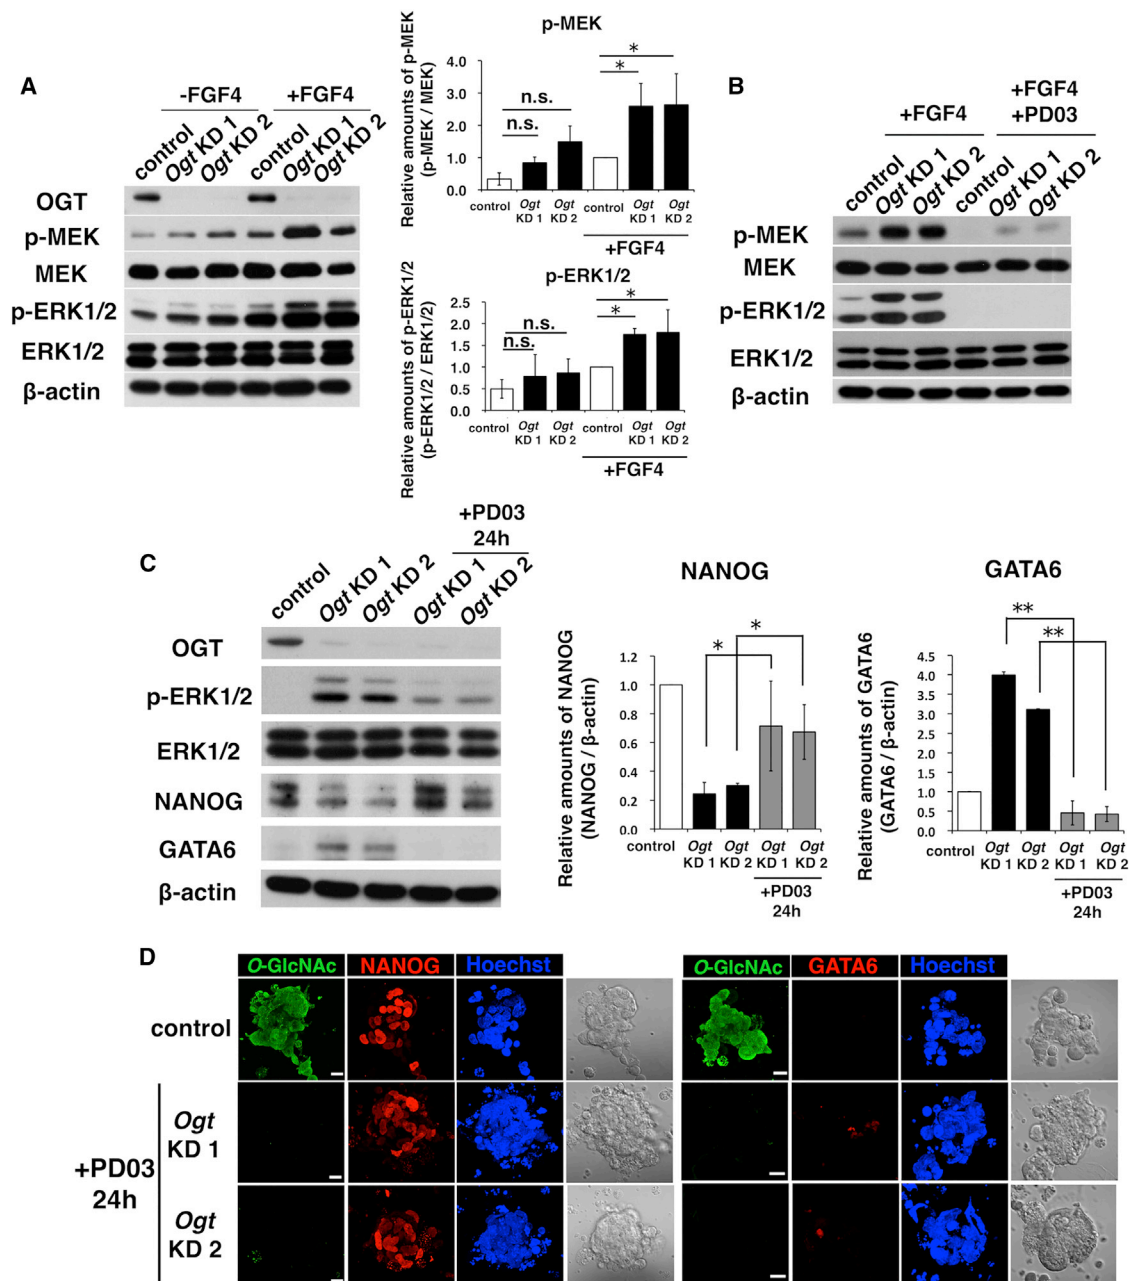 A
-FGF4
+FGF4
control
Ogt KD 1
Ogt KD 2
control
Ogt KD 1
Ogt KD 2
OGT
p-MEK
MEK
p-ERK1/2
ERK1/2
β-actin
p-MEK
Relative amounts of p-MEK
(p-MEK / MEK)
4.0
3.0
2.0
1.0
0.0
n.s.
n.s.
*
*
control
Ogt KD 1
Ogt KD 2
control
Ogt KD 1
Ogt KD 2
+FGF4
p-ERK1/2
Relative amounts of p-ERK1/2
(p-ERK1/2 / ERK1/2)
2.5
2.0
1.5
1.0
0.5
0.0
n.s.
n.s.
*
*
control
Ogt KD 1
Ogt KD 2
control
Ogt KD 1
Ogt KD 2
+FGF4
B
+FGF4
+FGF4
+PD03
control
Ogt KD 1
Ogt KD 2
control
Ogt KD 1
Ogt KD 2
p-MEK
MEK
p-ERK1/2
ERK1/2
β-actin
C
+PD03
24h
control
Ogt KD 1
Ogt KD 2
Ogt KD 1
Ogt KD 2
OGT
p-ERK1/2
ERK1/2
NANOG
GATA6
β-actin
NANOG
Relative amounts of NANOG
(NANOG / β-actin)
1.2
1.0
0.8
0.6
0.4
0.2
0.0
*
*
control
Ogt KD 1
Ogt KD 2
Ogt KD 1
Ogt KD 2
+PD03
24h
GATA6
Relative amounts of GATA6
(GATA6 / β-actin)
4.5
4.0
3.5
3.0
2.5
2.0
1.5
1.0
0.5
0.0
**
**
control
Ogt KD 1
Ogt KD 2
Ogt KD 1
Ogt KD 2
+PD03
24h
D
O-GlcNAc
NANOG
Hoechst
O-GlcNAc
GATA6
Hoechst
control
+PD03
24h
Ogt
KD 1
Ogt
KD 2